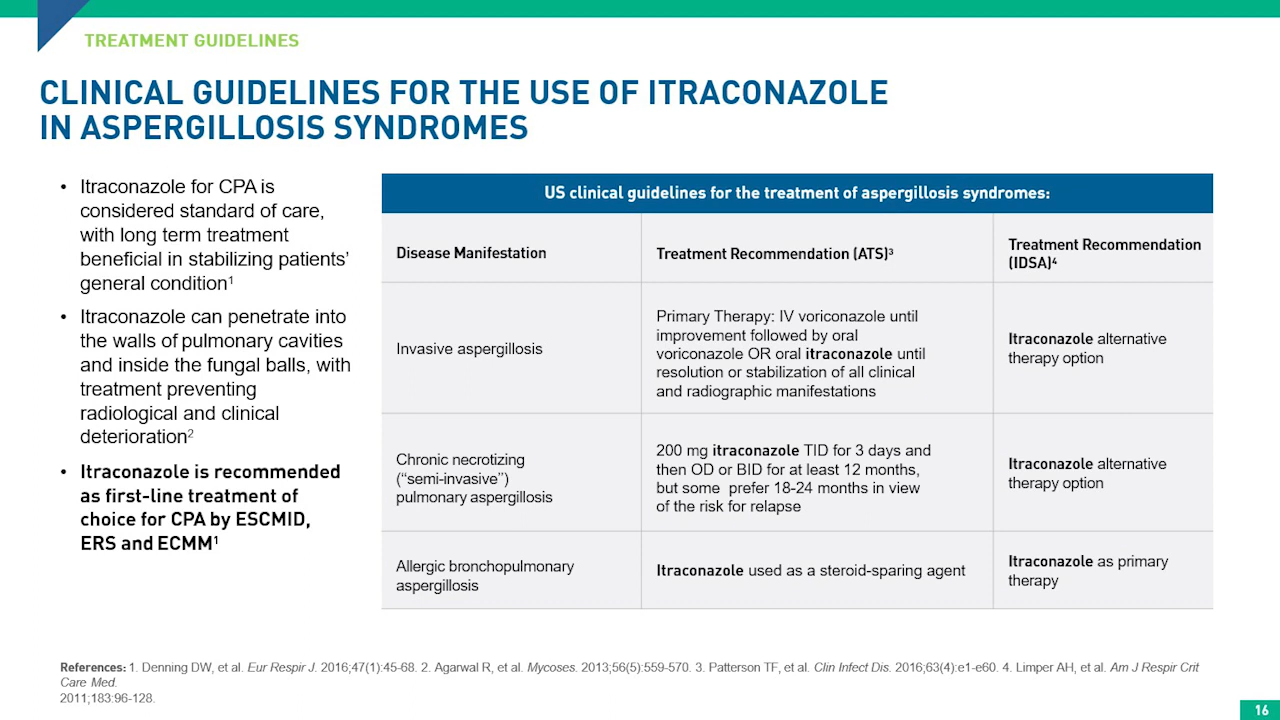 TREATMENT GUIDELINES
CLINICAL GUIDELINES FOR THE USE OF ITRACONAZOLE
IN ASPERGILLOSIS SYNDROMES
• Itraconazole for CPA is
considered standard of care,
with long term treatment
beneficial in stabilizing patients’
general condition1
• Itraconazole can penetrate into
the walls of pulmonary cavities
and inside the fungal balls, with
treatment preventing
radiological and clinical
deterioration2
• Itraconazole is recommended
as first-line treatment of
choice for CPA by ESCMID,
ERS and ECMM1
US clinical guidelines for the treatment of aspergillosis syndromes:
Disease Manifestation
Treatment Recommendation (ATS)3
Treatment Recommendation
(IDSA)4
Invasive aspergillosis
Primary Therapy: IV voriconazole until
improvement followed by oral
voriconazole OR oral itraconazole until
resolution or stabilization of all clinical
and radiographic manifestations
Itraconazole alternative
therapy option
Chronic necrotizing
(“semi-invasive”)
pulmonary aspergillosis
200 mg itraconazole TID for 3 days and
then OD or BID for at least 12 months,
but some prefer 18-24 months in view
of the risk for relapse
Itraconazole alternative
therapy option
Allergic bronchopulmonary
aspergillosis
Itraconazole used as a steroid-sparing agent
Itraconazole as primary
therapy
References: 1. Denning DW, et al. Eur Respir J. 2016;47(1):45-68. 2. Agarwal R, et al. Mycoses. 2013;56(5):559-570. 3. Patterson TF, et al. Clin Infect Dis. 2016;63(4):e1-e60. 4. Limper AH, et al. Am J Respir Crit
Care Med.
2011;183:96-128.
16